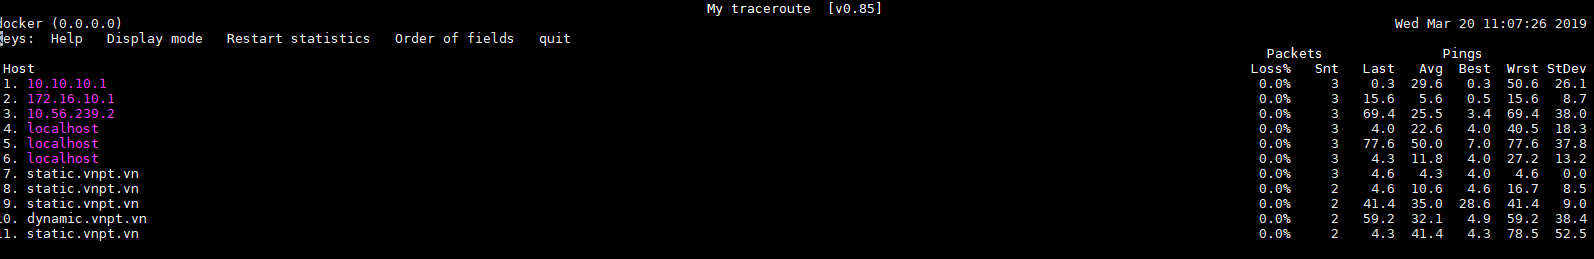 My traceroute [v0.85]
docker (0.0.0.0) Wed Mar 20 11:07:26 2019
Keys: Help Display mode Restart statistics Order of fields quit
Packets Pings
Host Loss% Snt Last Avg Best Wrst StDev
1. 10.10.10.1 0.0% 3 0.3 29.6 0.3 50.6 26.1
2. 172.16.10.1 0.0% 3 15.6 5.6 0.5 15.6 8.7
3. 10.56.239.2 0.0% 3 69.4 25.5 3.4 69.4 38.0
4. localhost 0.0% 3 4.0 22.6 4.0 40.5 18.3
5. localhost 0.0% 3 77.6 50.0 7.0 77.6 37.8
6. localhost 0.0% 3 4.3 11.8 4.0 27.2 13.2
7. static.vnpt.vn 0.0% 3 4.6 4.3 4.0 4.6 0.0
8. static.vnpt.vn 0.0% 2 4.6 10.6 4.6 16.7 8.5
9. static.vnpt.vn 0.0% 2 41.4 35.0 28.6 41.4 9.0
10. dynamic.vnpt.vn 0.0% 2 59.2 32.1 4.9 59.2 38.4
11. static.vnpt.vn 0.0% 2 4.3 41.4 4.3 78.5 52.5